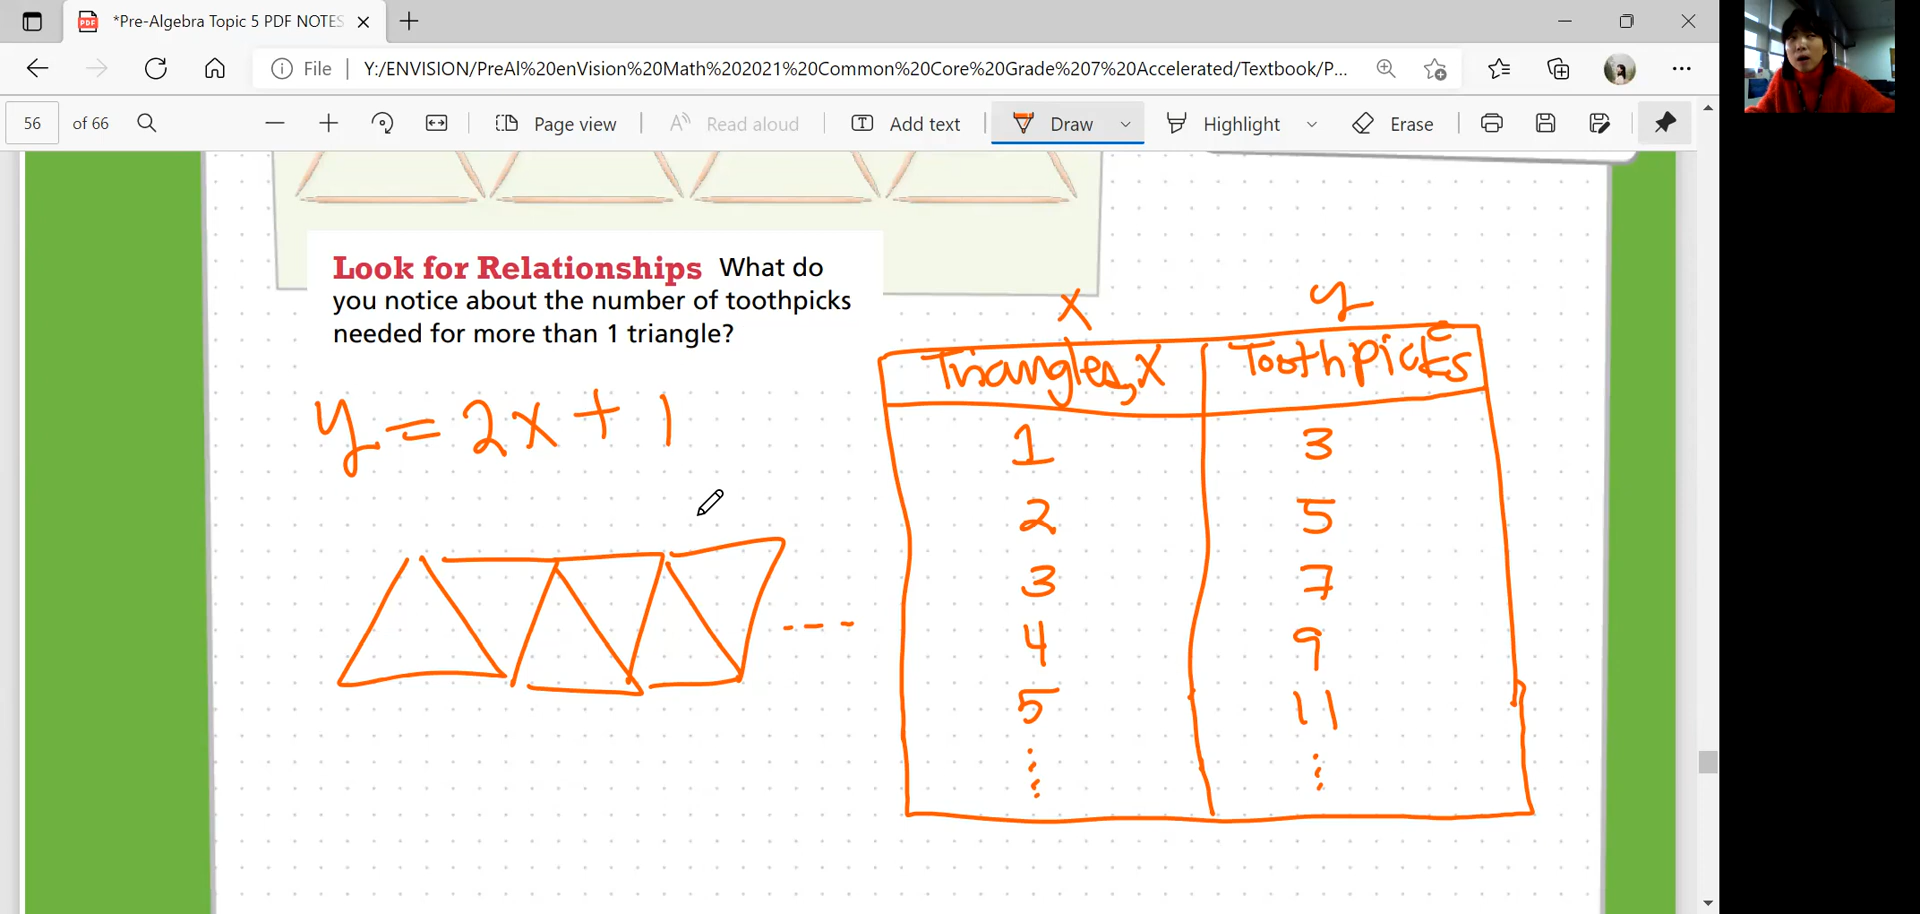 *Pre-Algebra Topic 5 PDF NOTES
File Y:/ENVISION/PreAl%20enVision%20Math%202021%20Common%20Core%20Grade%207%20Accelerated/Textbook/P...
56 of 66 Page view Read aloud Add text Draw Highlight Erase
Look for Relationships What do
you notice about the number of toothpicks
needed for more than 1 triangle?
y = 2x + 1
x y
Triangles, x Toothpicks
1 3
2 5
3 7
4 9
5 11